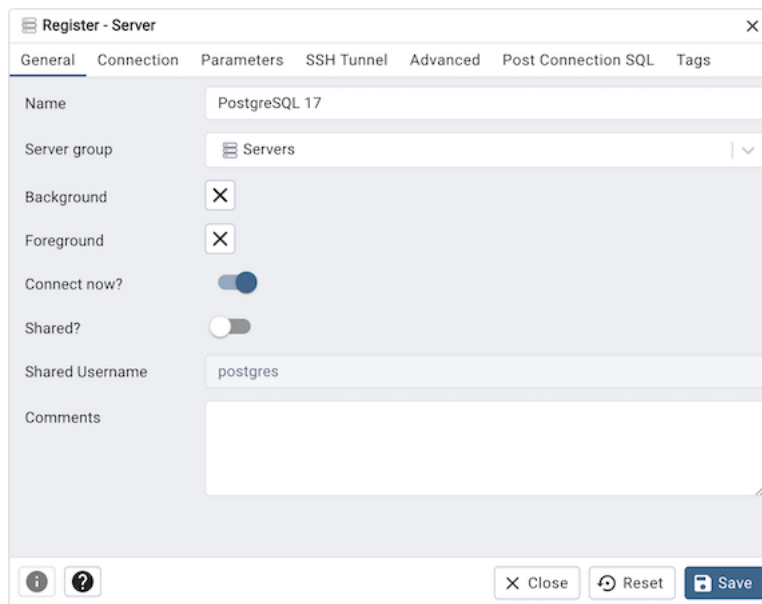 Register - Server
General Connection Parameters SSH Tunnel Advanced Post Connection SQL Tags
Name PostgreSQL 17
Server group Servers
Background
Foreground
Connect now?
Shared?
Shared Username postgres
Comments
Close Reset Save